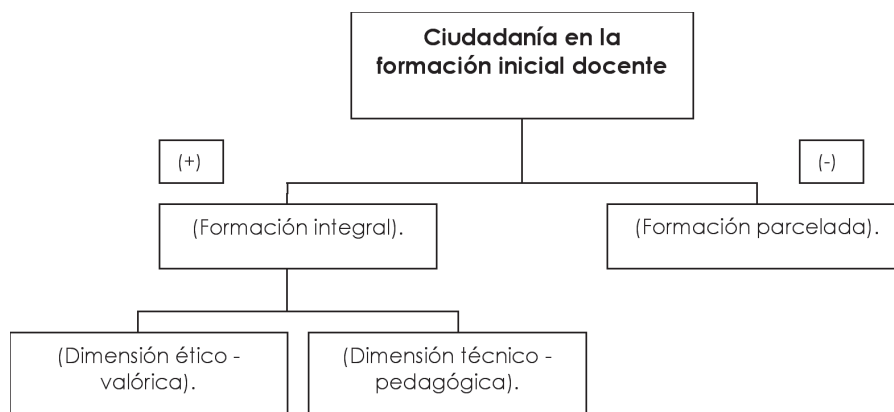 Ciudadanía en la
formación inicial docente
(+)
(-)
(Formación integral).
(Formación parcelada).
(Dimensión ético -
valórica).
(Dimensión técnico -
pedagógica).